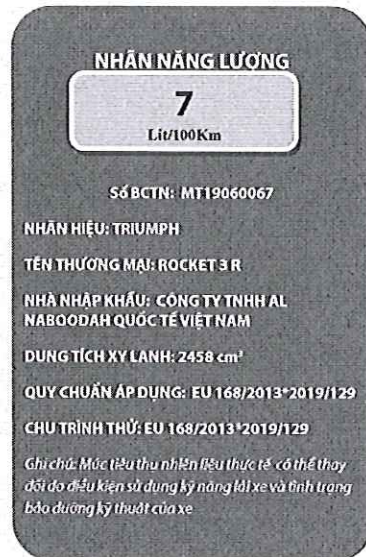 NHÃN NĂNG LƯỢNG
7
Lít/100Km
Số BCTN: MT19060067
NHÃN HIỆU: TRIUMPH
TÊN THƯƠNG MẠI: ROCKET 3 R
NHÀ NHẬP KHẨU: CÔNG TY TNHH AL
NABOODAH QUỐC TẾ VIỆT NAM
DUNG TÍCH XY LANH: 2458 cm³
QUY CHUẨN ÁP DỤNG: EU 168/2013*2019/129
CHU TRÌNH THỬ: EU 168/2013*2019/129
Ghi chú: Mức tiêu thụ nhiên liệu thực tế có thể thay
đổi do điều kiện sử dụng kỹ năng lái xe và tình trạng
bảo dưỡng kỹ thuật của xe